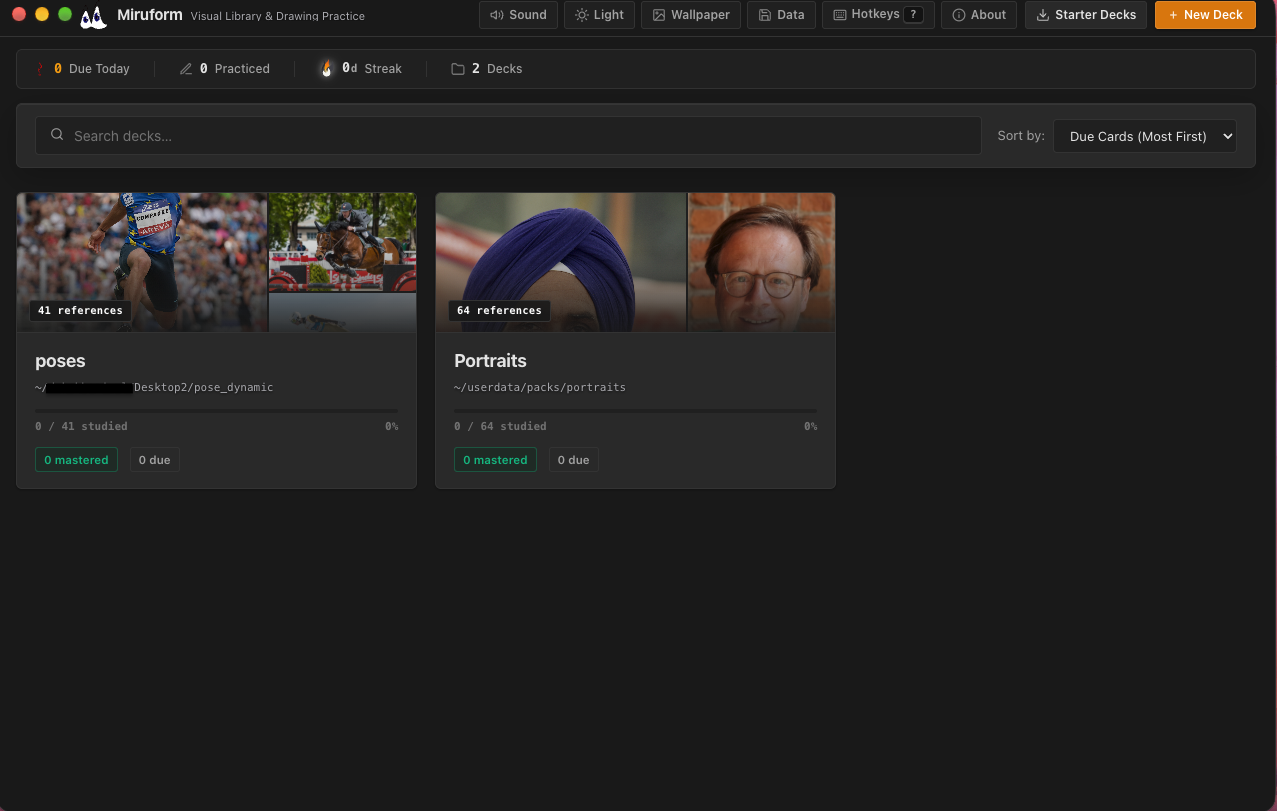 Miruform Visual Library & Drawing Practice
Sound Light Wallpaper Data Hotkeys ? About Starter Decks + New Deck
0 Due Today 0 Practiced 0d Streak 2 Decks
Search decks... Sort by: Due Cards (Most First)
COMPAORE
AREVA
41 references
64 references
poses
~/ Desktop2/pose_dynamic
0 / 41 studied 0%
0 mastered 0 due
Portraits
~/userdata/packs/portraits
0 / 64 studied 0%
0 mastered 0 due